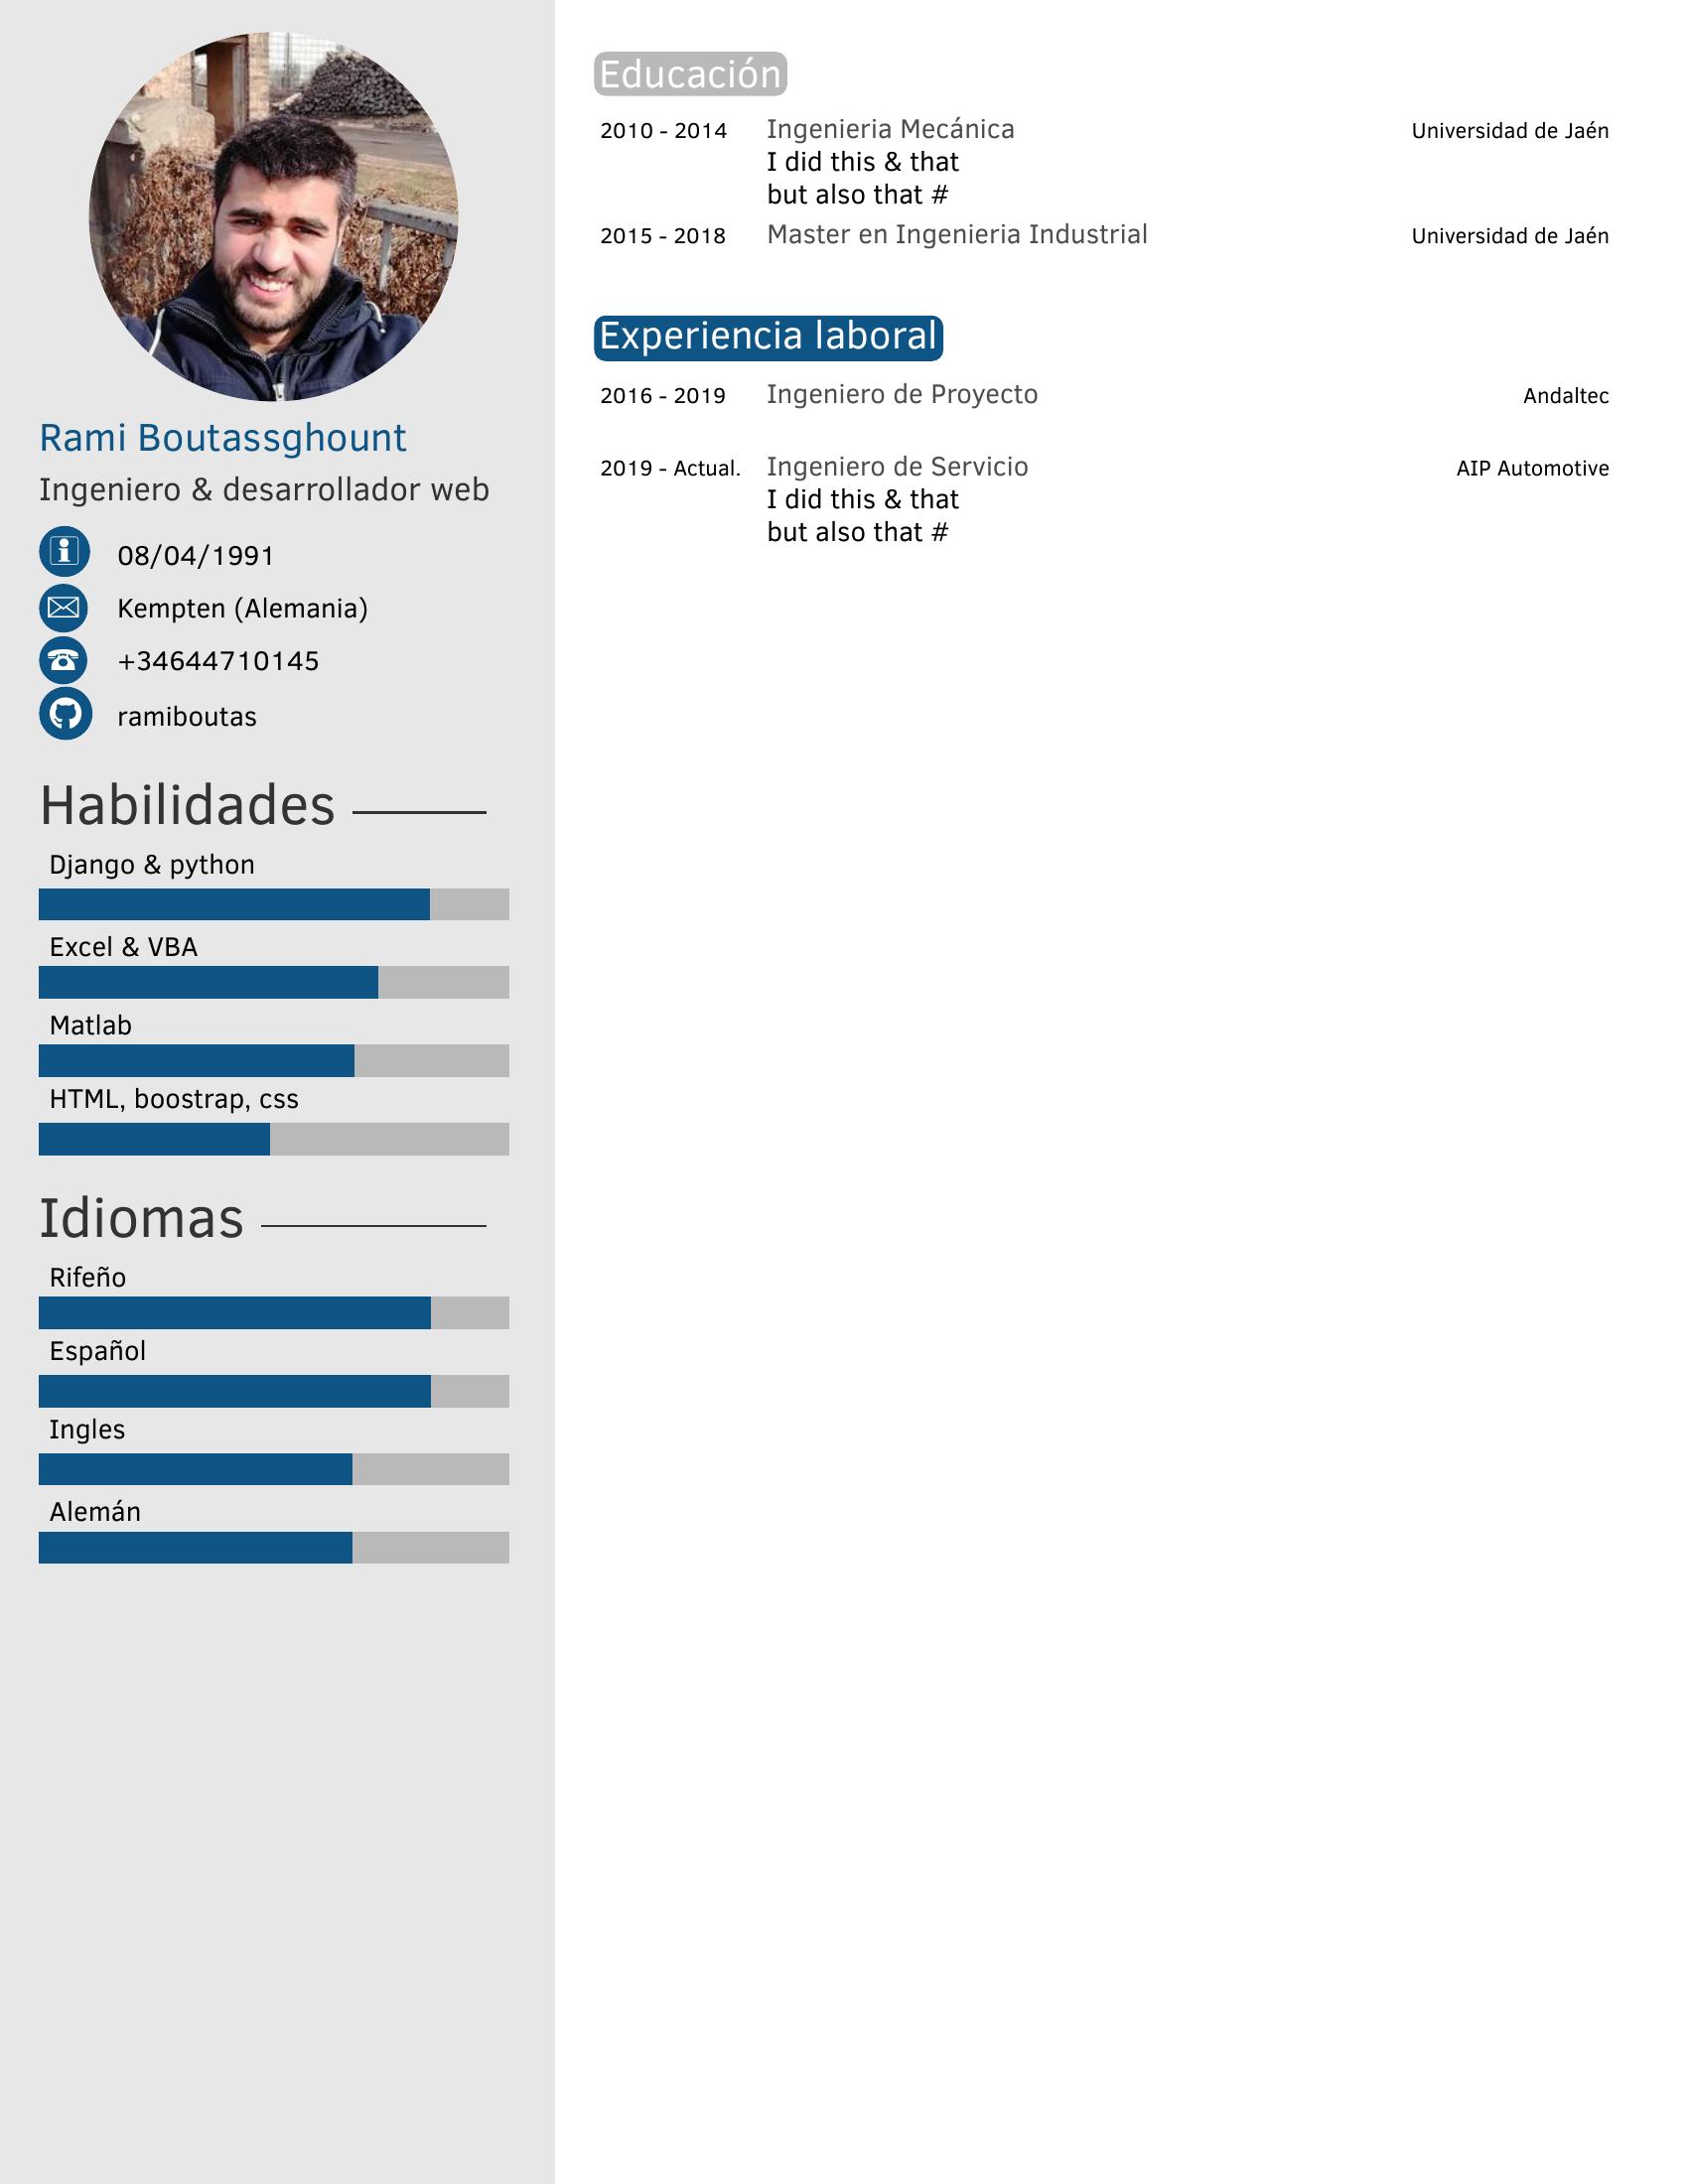 Rami Boutassghount
Ingeniero & desarrollador web
08/04/1991
Kempten (Alemania)
+34644710145
ramiboutas
Habilidades
Django & python
Excel & VBA
Matlab
HTML, boostrap, css
Idiomas
Rifeño
Español
Ingles
Alemán
Educación
2010 - 2014 Ingenieria Mecánica Universidad de Jaén
I did this & that
but also that #
2015 - 2018 Master en Ingenieria Industrial Universidad de Jaén
Experiencia laboral
2016 - 2019 Ingeniero de Proyecto Andaltec
2019 - Actual. Ingeniero de Servicio AIP Automotive
I did this & that
but also that #